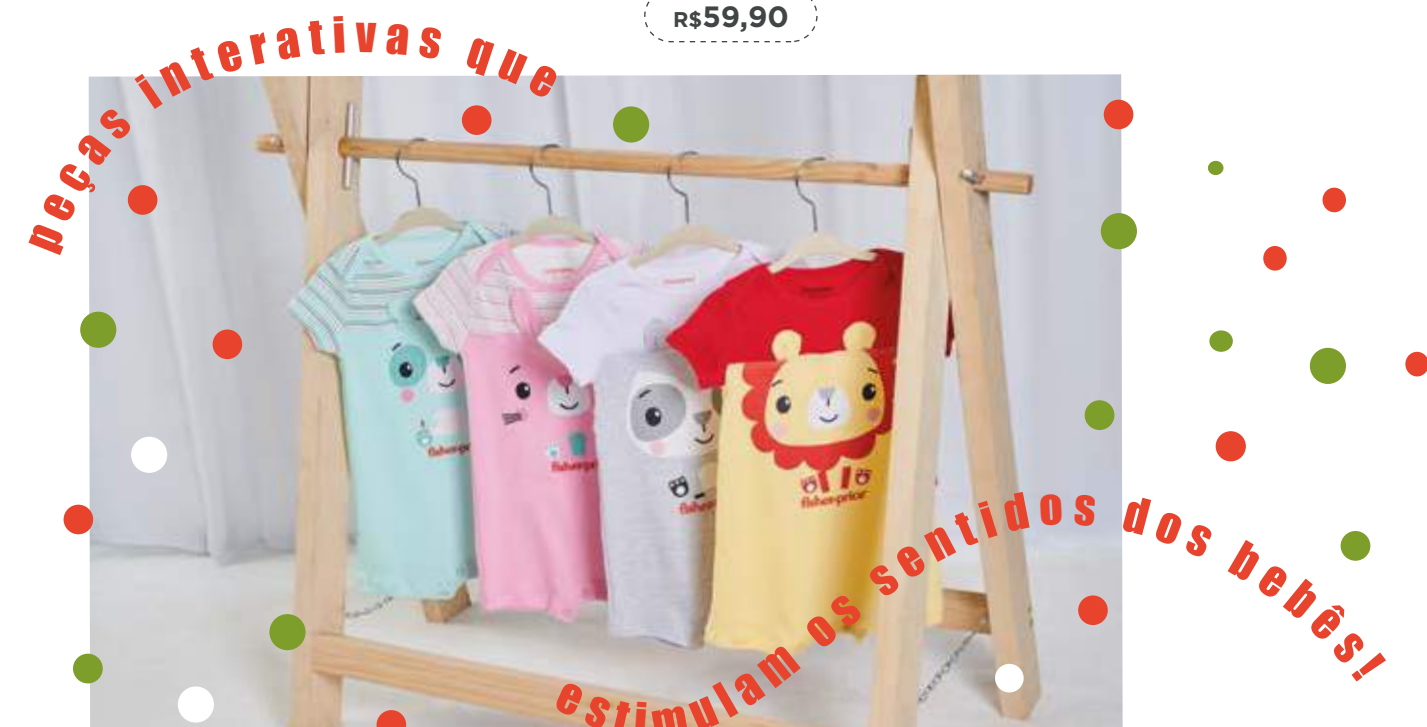 R$59,90
peças interativas que
fisher-price
estimulam os sentidos dos bebês!